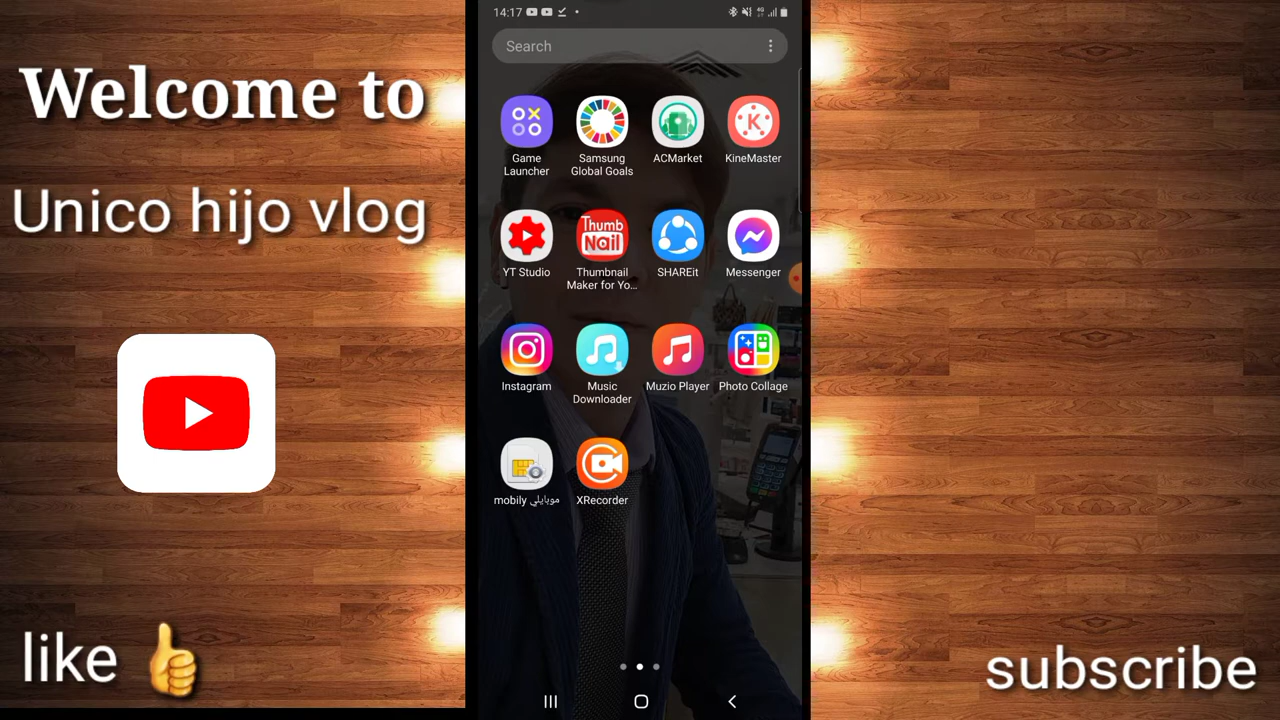 Welcome to
Unico hijo vlog
like 👍
14:17
4G
Search
Game
Launcher
Samsung
Global Goals
ACMarket
K
KineMaster
YT Studio
Thumb
Nail
Thumbnail
Maker for Yo...
SHAREit
Messenger
Instagram
Music
Downloader
Muzio Player
Photo Collage
mobily موبايلي
XRecorder
subscribe